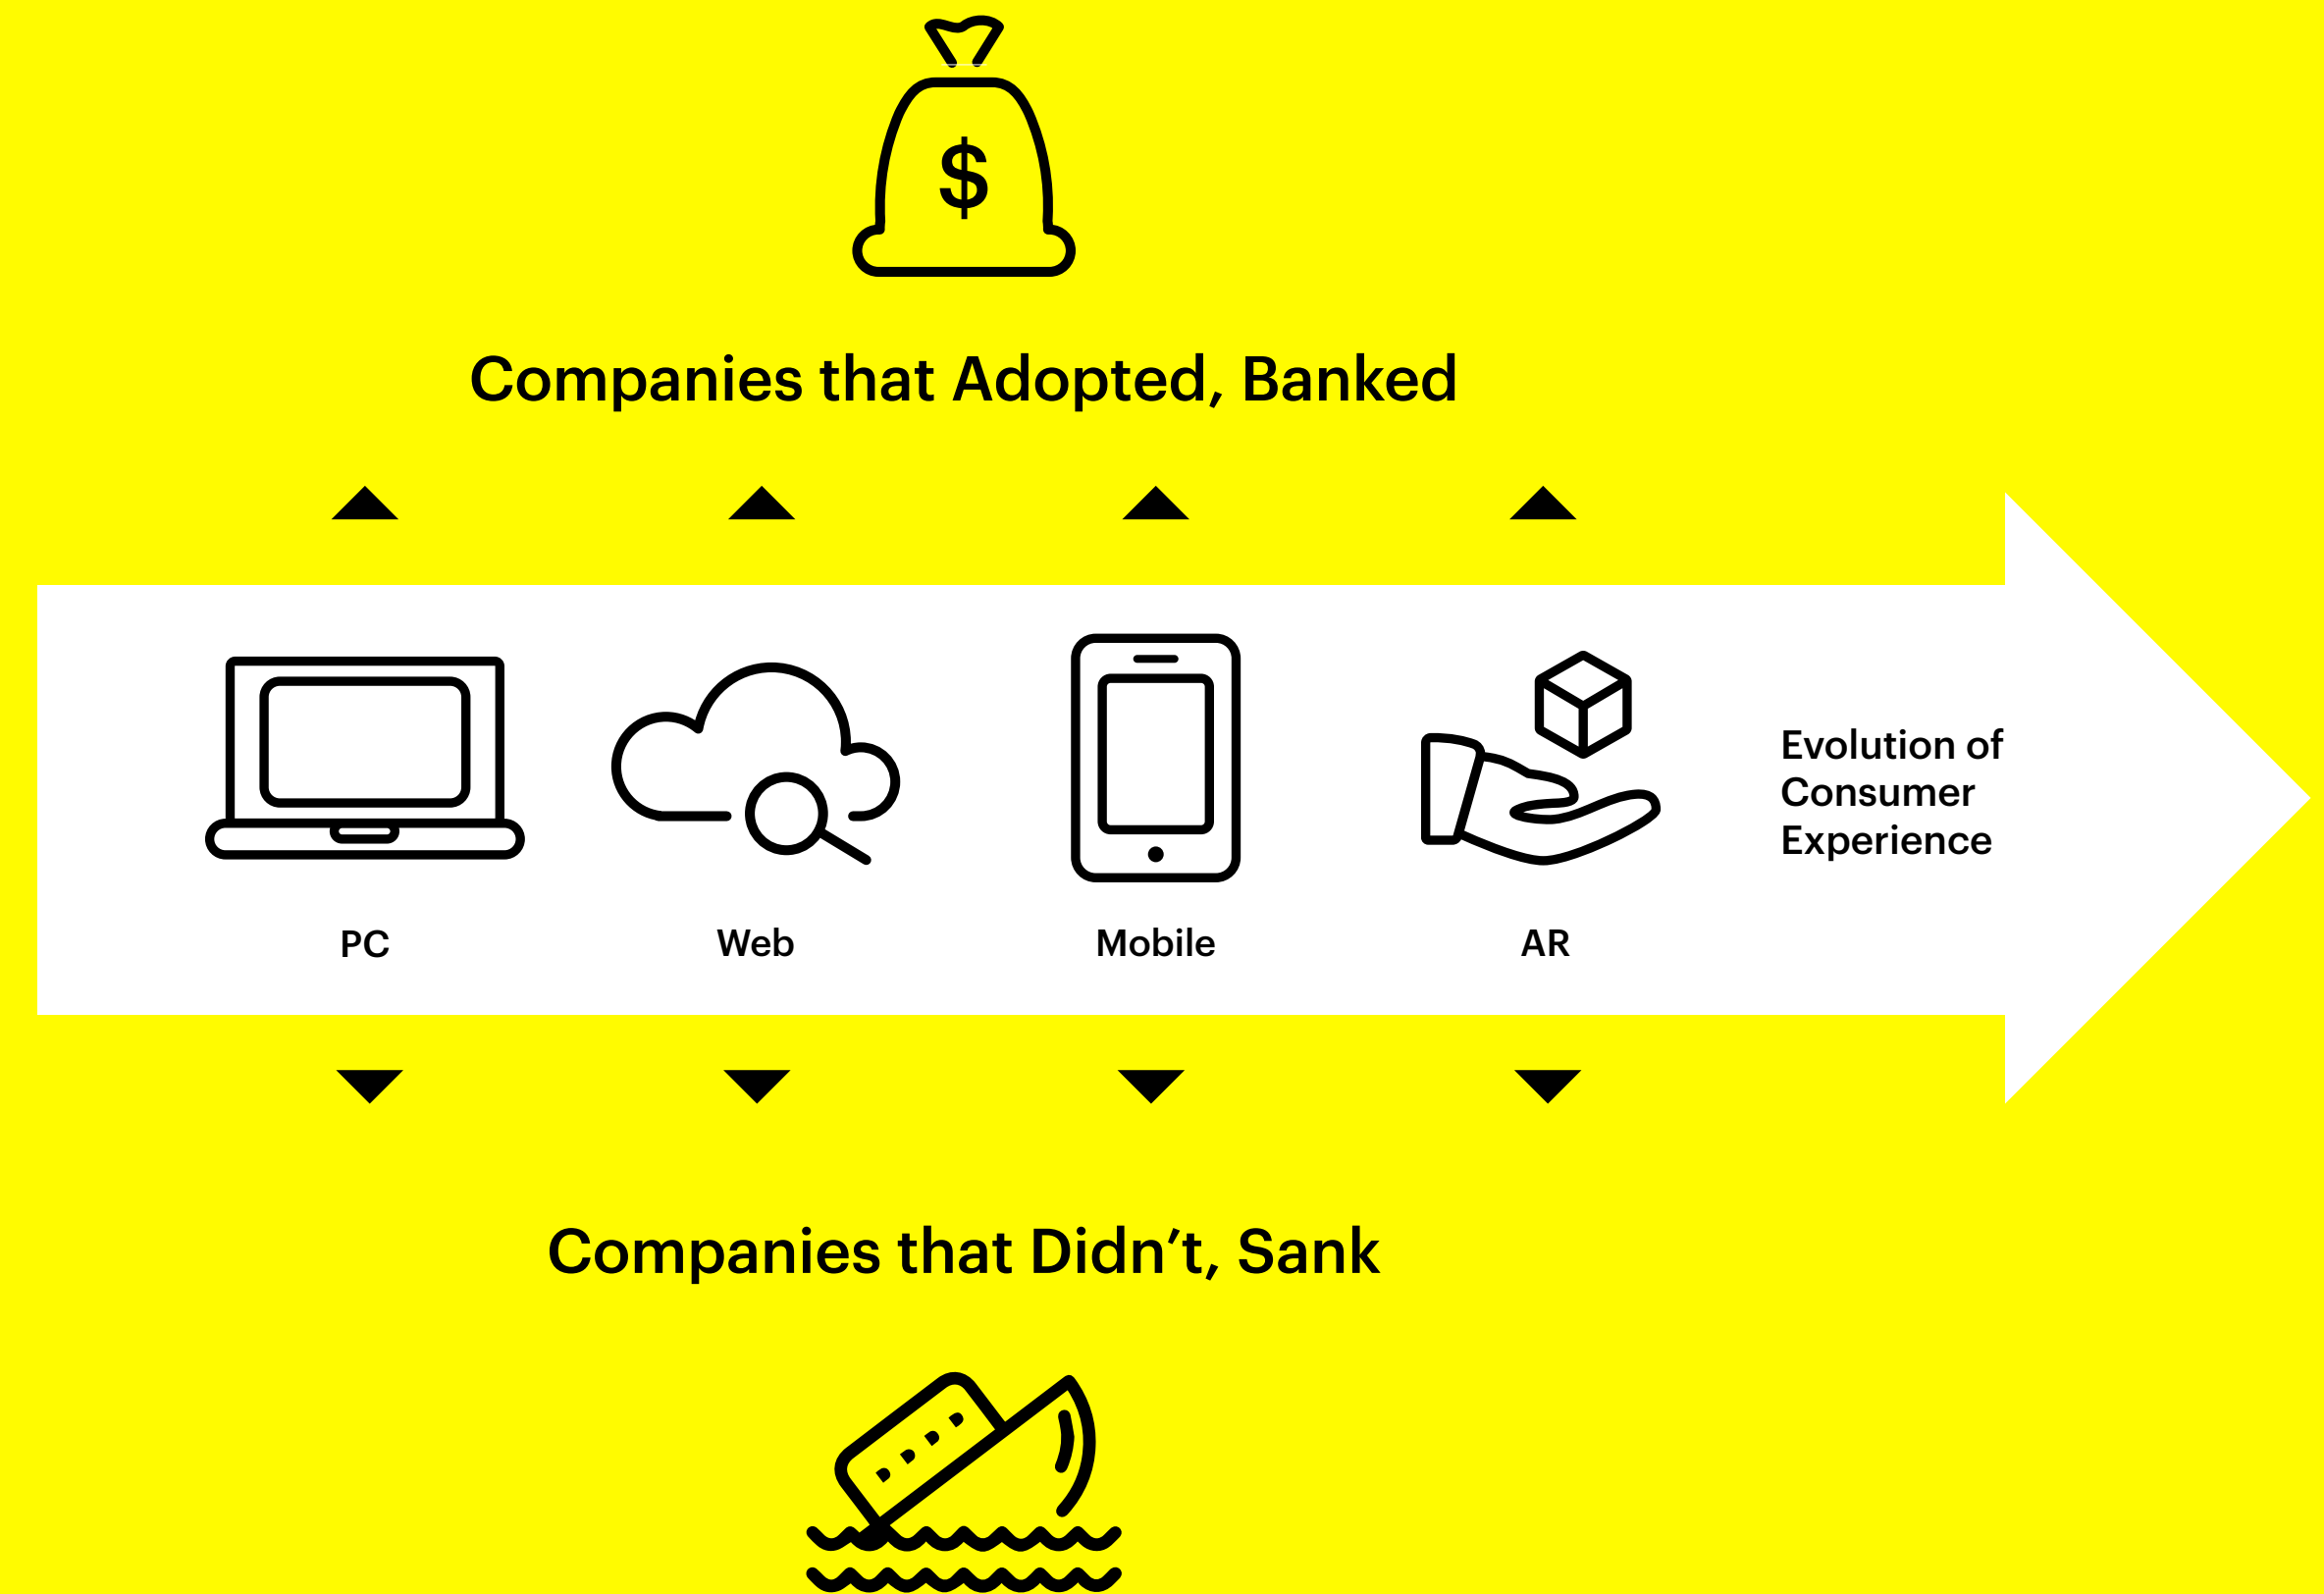 $
Companies that Adopted, Banked
Evolution of
Consumer
Experience
PC
Web
Mobile
AR
Companies that Didn’t, Sank